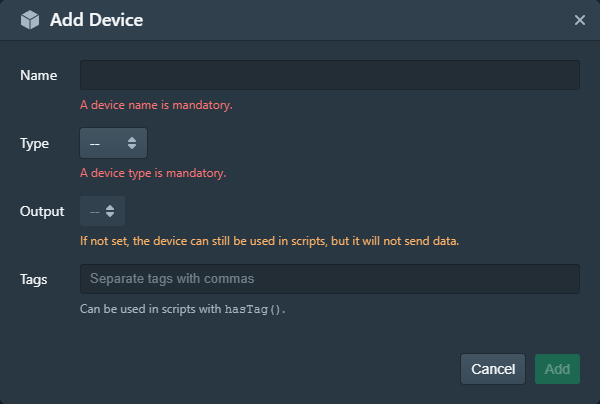 Add Device
Name
A device name is mandatory.
Type
--
A device type is mandatory.
Output
--
If not set, the device can still be used in scripts, but it will not send data.
Tags
Separate tags with commas
Can be used in scripts with hasTag().
Cancel Add